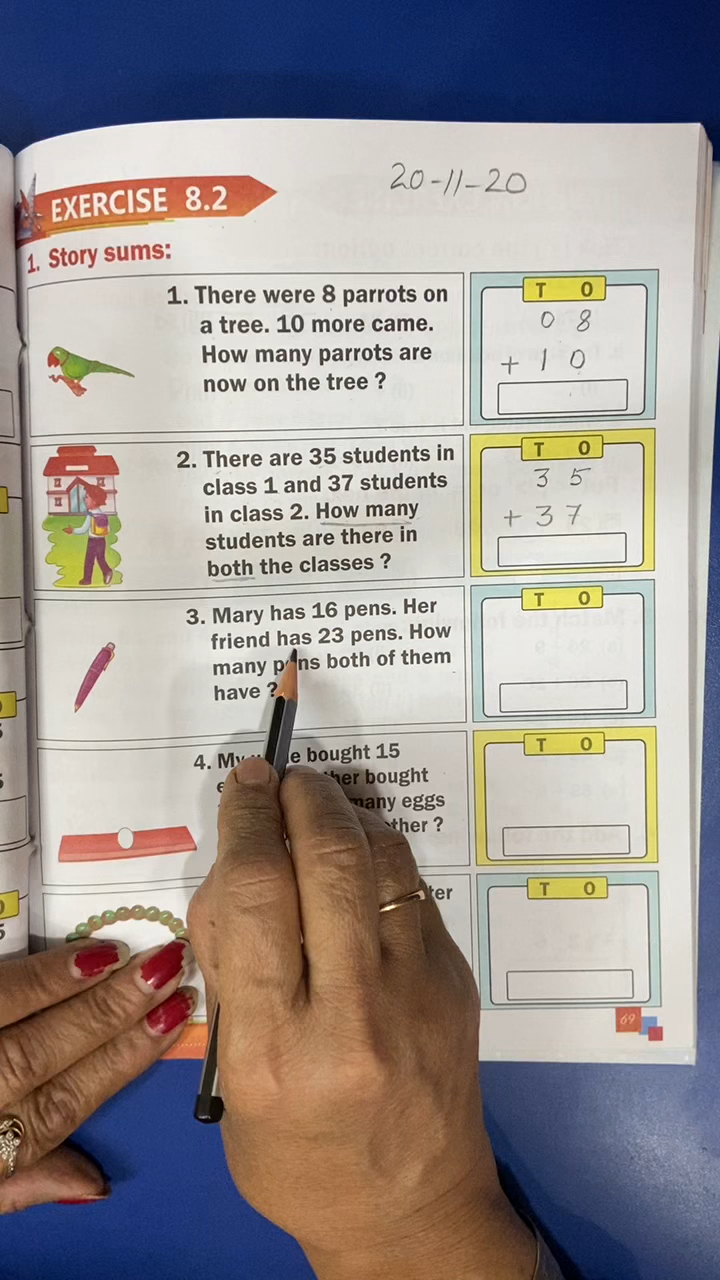 20-11-20
EXERCISE 8.2
1. Story sums:
1. There were 8 parrots on
a tree. 10 more came.
How many parrots are
now on the tree ?
T O
0 8
+ 1 0
2. There are 35 students in
class 1 and 37 students
in class 2. How many
students are there in
both the classes ?
T O
3 5
+ 3 7
3. Mary has 16 pens. Her
friend has 23 pens. How
many pens both of them
have ?
T O
4. My bought 15
bought
many eggs
?
T O
T O
69